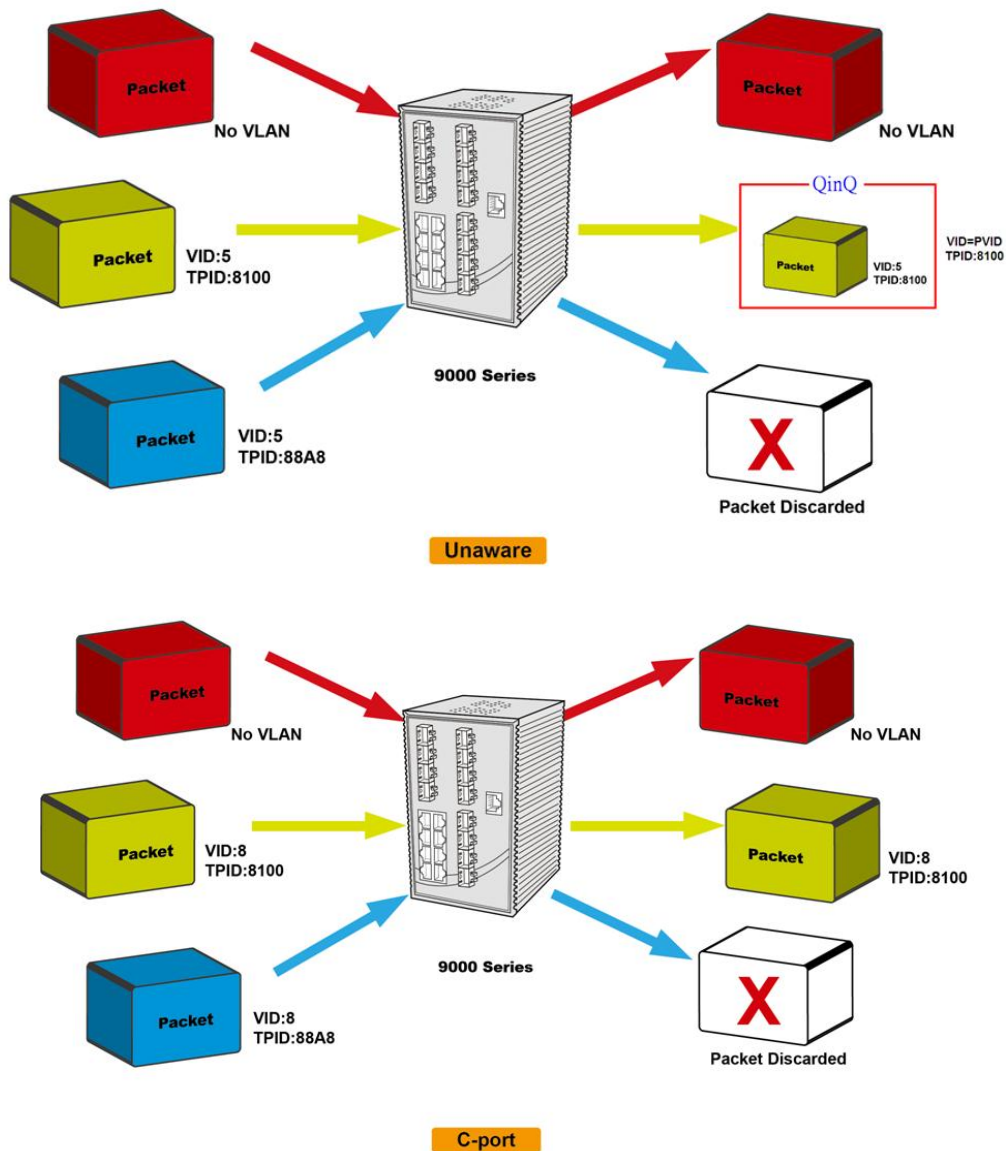 Packet
No VLAN
Packet
No VLAN
Packet
VID:5
TPID:8100
QinQ
Packet
VID:5
TPID:8100
VID=PVID
TPID:8100
9000 Series
Packet
VID:5
TPID:88A8
X
Packet Discarded
Unaware
Packet
No VLAN
Packet
No VLAN
Packet
VID:8
TPID:8100
Packet
VID:8
TPID:8100
9000 Series
Packet
VID:8
TPID:88A8
X
Packet Discarded
C-port